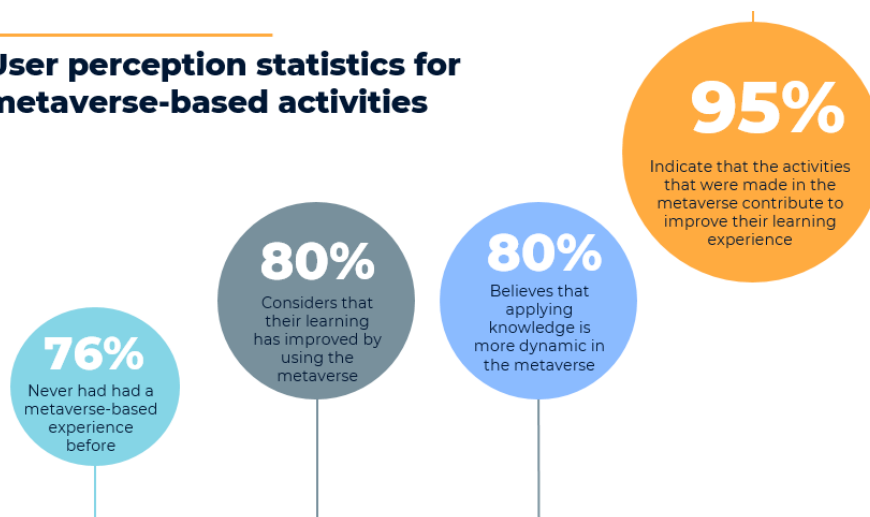 User perception statistics for
metaverse-based activities
95%
Indicate that the activities
that were made in the
metaverse contribute to
improve their learning
experience
80%
Considers that
their learning
has improved by
using the
metaverse
80%
Believes that
applying
knowledge is
more dynamic in
the metaverse
76%
Never had had a
metaverse-based
experience
before